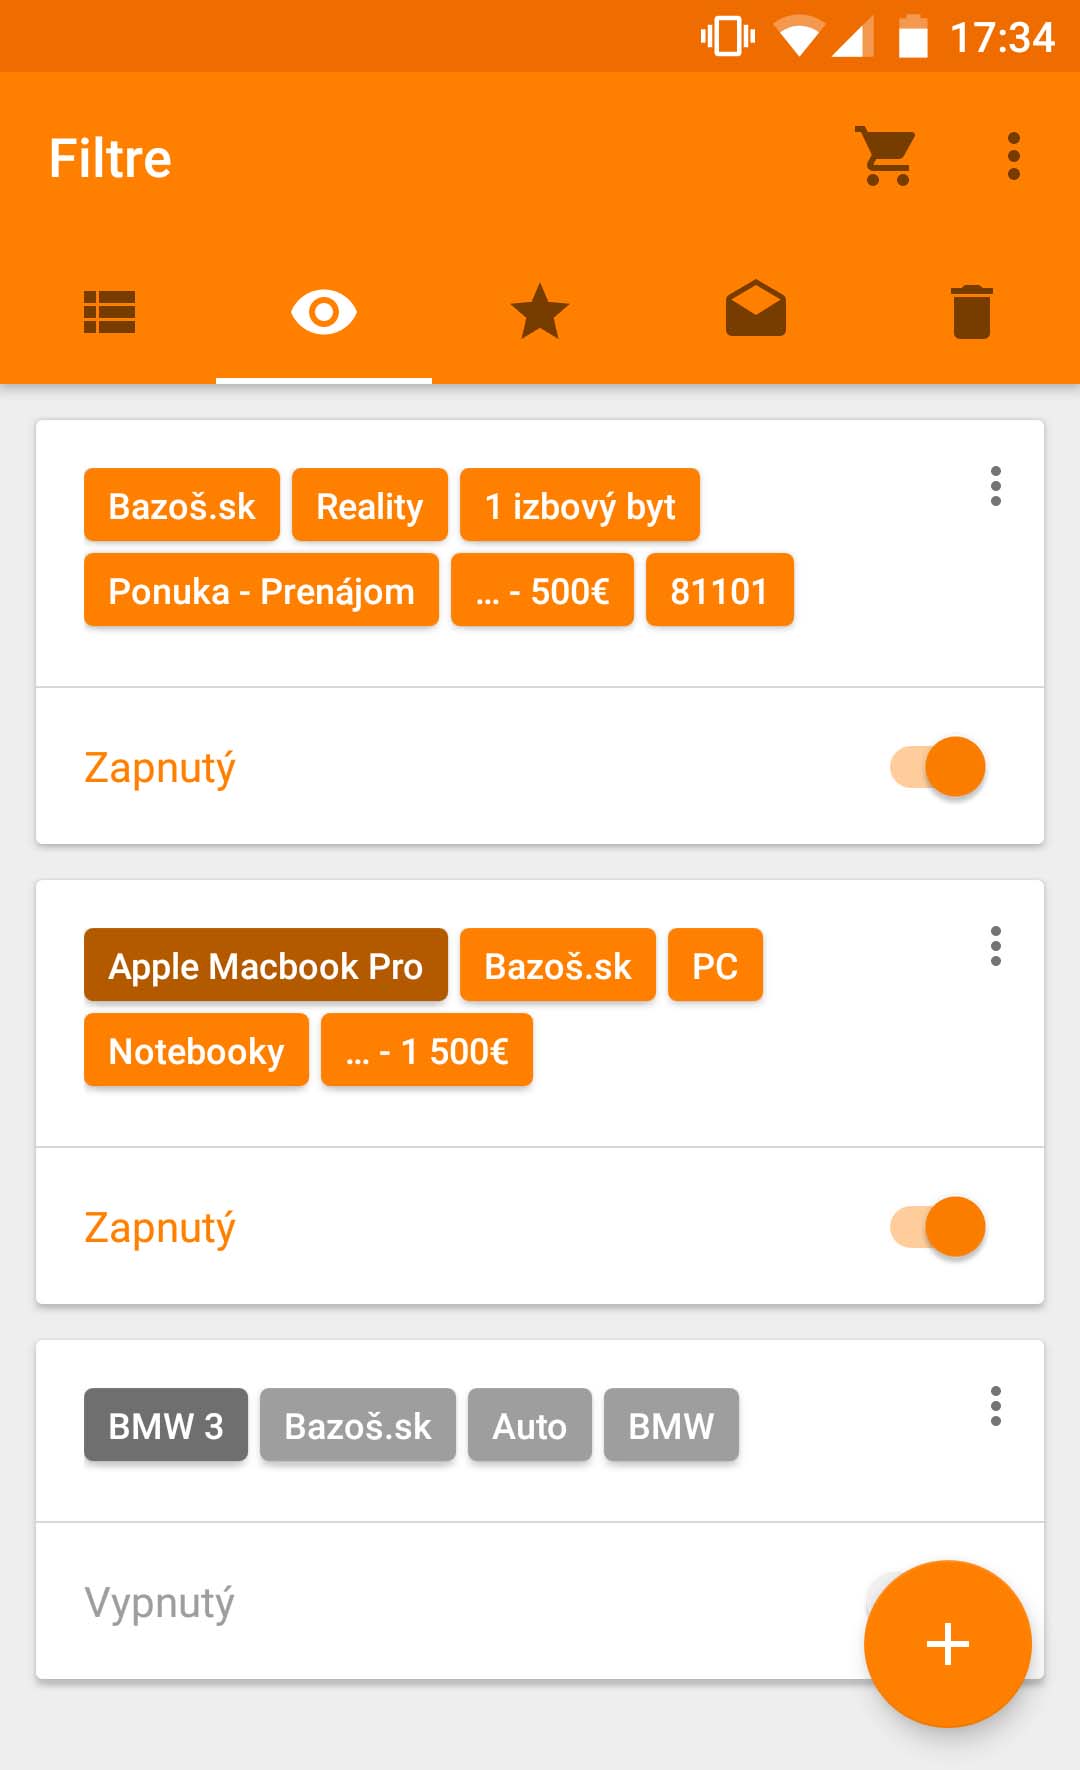 17:34
Filtre
Bazoš.sk Reality 1 izbový byt
Ponuka - Prenájom ... - 500€ 81101
Zapnutý
Apple Macbook Pro Bazoš.sk PC
Notebooky ... - 1 500€
Zapnutý
BMW 3 Bazoš.sk Auto BMW
Vypnutý